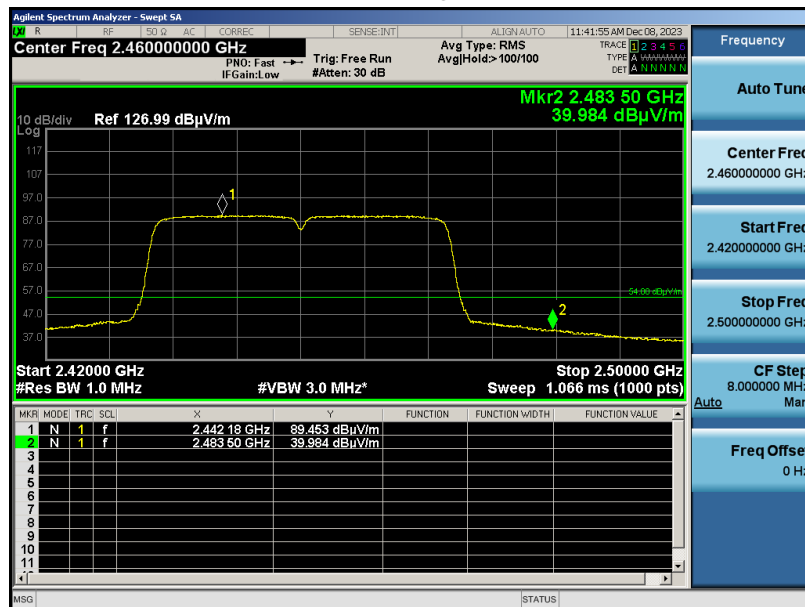 Agilent Spectrum Analyzer - Swept SA
LXI R RF 50 Ω AC CORREC SENSE:INT ALIGN AUTO 11:41:55 AM Dec 08, 2023
Center Freq 2.460000000 GHz
PNO: Fast
IFGain:Low
Trig: Free Run
#Atten: 30 dB
Avg Type: RMS
Avg|Hold:>100/100
TRACE 1 2 3 4 5 6
TYPE A WWWWW
DET A N N N N N
Mkr2 2.483 50 GHz
39.984 dBµV/m
10 dB/div
Log
Ref 126.99 dBµV/m
117
107
97.0
87.0
77.0
67.0
57.0
47.0
37.0
1
2
54.00 dBµV/m
Start 2.42000 GHz
Stop 2.50000 GHz
#Res BW 1.0 MHz
#VBW 3.0 MHz*
Sweep 1.066 ms (1000 pts)
MKR MODE TRC SCL X Y FUNCTION FUNCTION WIDTH FUNCTION VALUE
1 N 1 f 2.442 18 GHz 89.453 dBµV/m
2 N 1 f 2.483 50 GHz 39.984 dBµV/m
3
4
5
6
7
8
9
10
11
MSG
STATUS
Frequency
Auto Tune
Center Freq
2.460000000 GHz
Start Freq
2.420000000 GHz
Stop Freq
2.500000000 GHz
CF Step
8.000000 MHz
Auto Man
Freq Offset
0 Hz